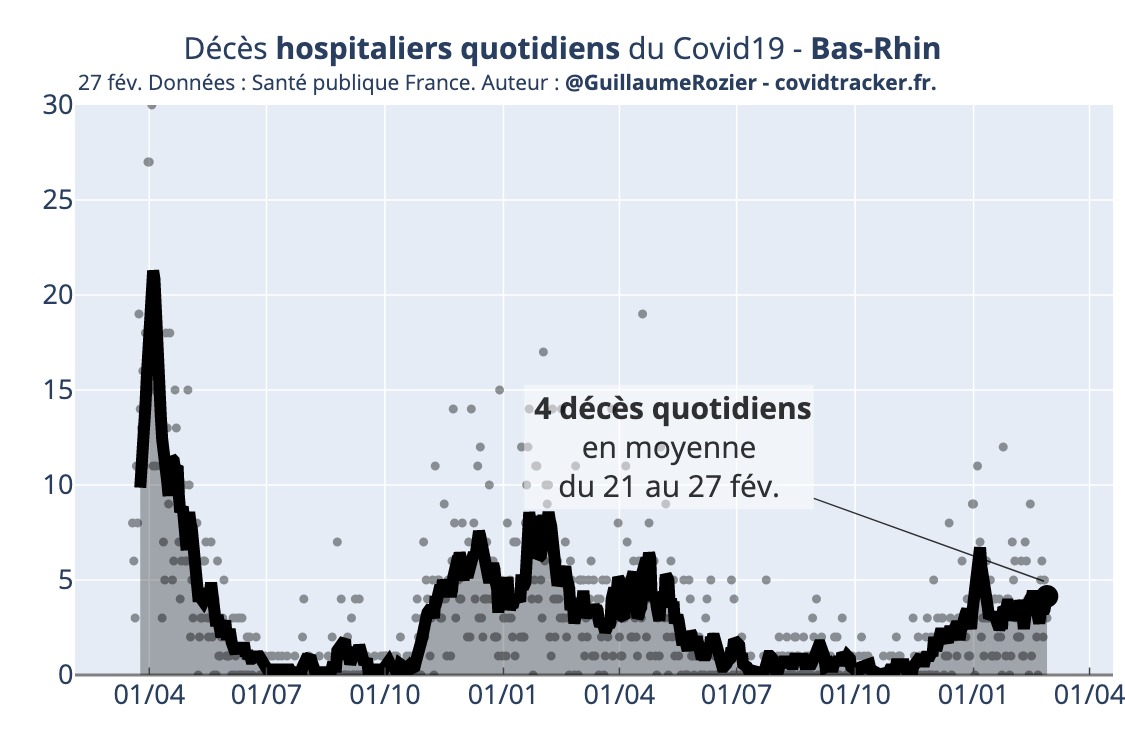 Décès hospitaliers quotidiens du Covid19 - Bas-Rhin
27 fév. Données : Santé publique France. Auteur : @GuillaumeRozier - covidtracker.fr.
30
25
20
15
4 décès quotidiens
en moyenne
10
du 21 au 27 fév.
5
0
01/04 01/07 01/10 01/01 01/04 01/07 01/10 01/01 01/04